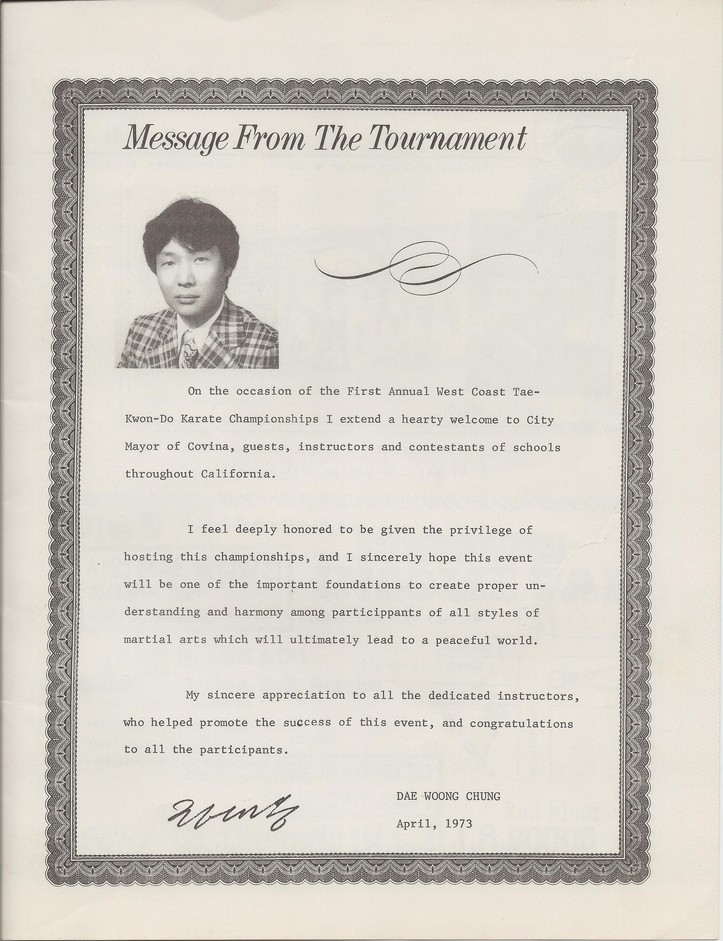 Message From The Tournament
On the occasion of the First Annual West Coast Tae-
Kwon-Do Karate Championships I extend a hearty welcome to City
Mayor of Covina, guests, instructors and contestants of schools
throughout California.
I feel deeply honored to be given the privilege of
hosting this championships, and I sincerely hope this event
will be one of the important foundations to create proper un-
derstanding and harmony among particippants of all styles of
martial arts which will ultimately lead to a peaceful world.
My sincere appreciation to all the dedicated instructors,
who helped promote the success of this event, and congratulations
to all the participants.
DAE WOONG CHUNG
April, 1973